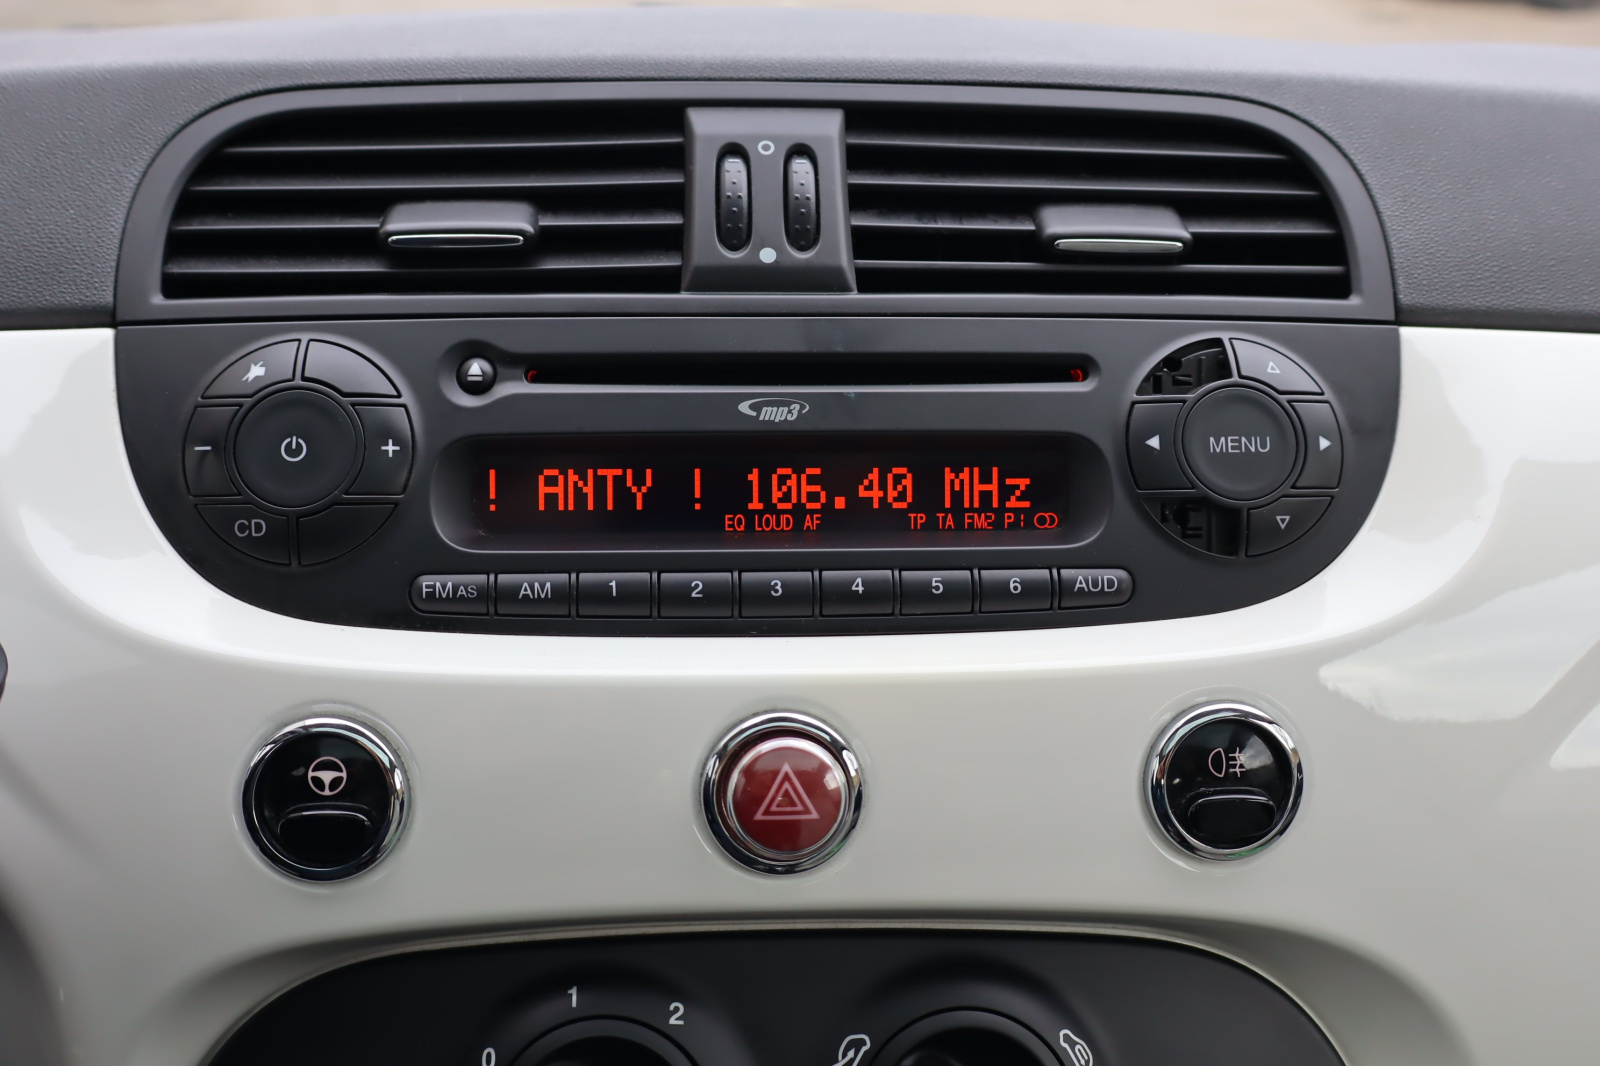 mp3
! ANTY ! 106.40 MHz
EQ LOUD AF TP TA FM2 P1
MENU
CD
FM AS AM 1 2 3 4 5 6 AUD
1
2
0